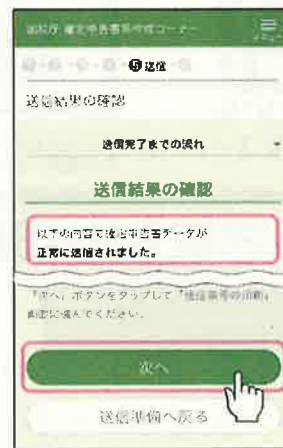 国税庁 確定申告書等作成コーナー
⑤送信
送信結果の確認
送信完了までの流れ
送信結果の確認
以下の内容で確定申告書データが
正常に送信されました。
「次へ」ボタンをタップして「送信票等の印刷」
画面に進んでください。
次へ
送信準備へ戻る